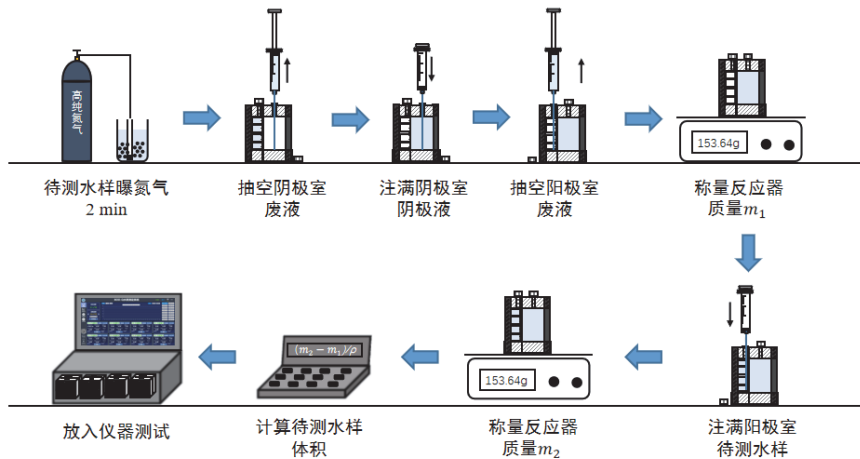 高纯氮气
153.64g
待测水样曝氮气
2 min
抽空阴极室
废液
注满阴极室
阴极液
抽空阳极室
废液
称量反应器
质量m₁
(m₂ − m₁)/ρ
153.64g
放入仪器测试
计算待测水样
体积
称量反应器
质量m₂
注满阳极室
待测水样